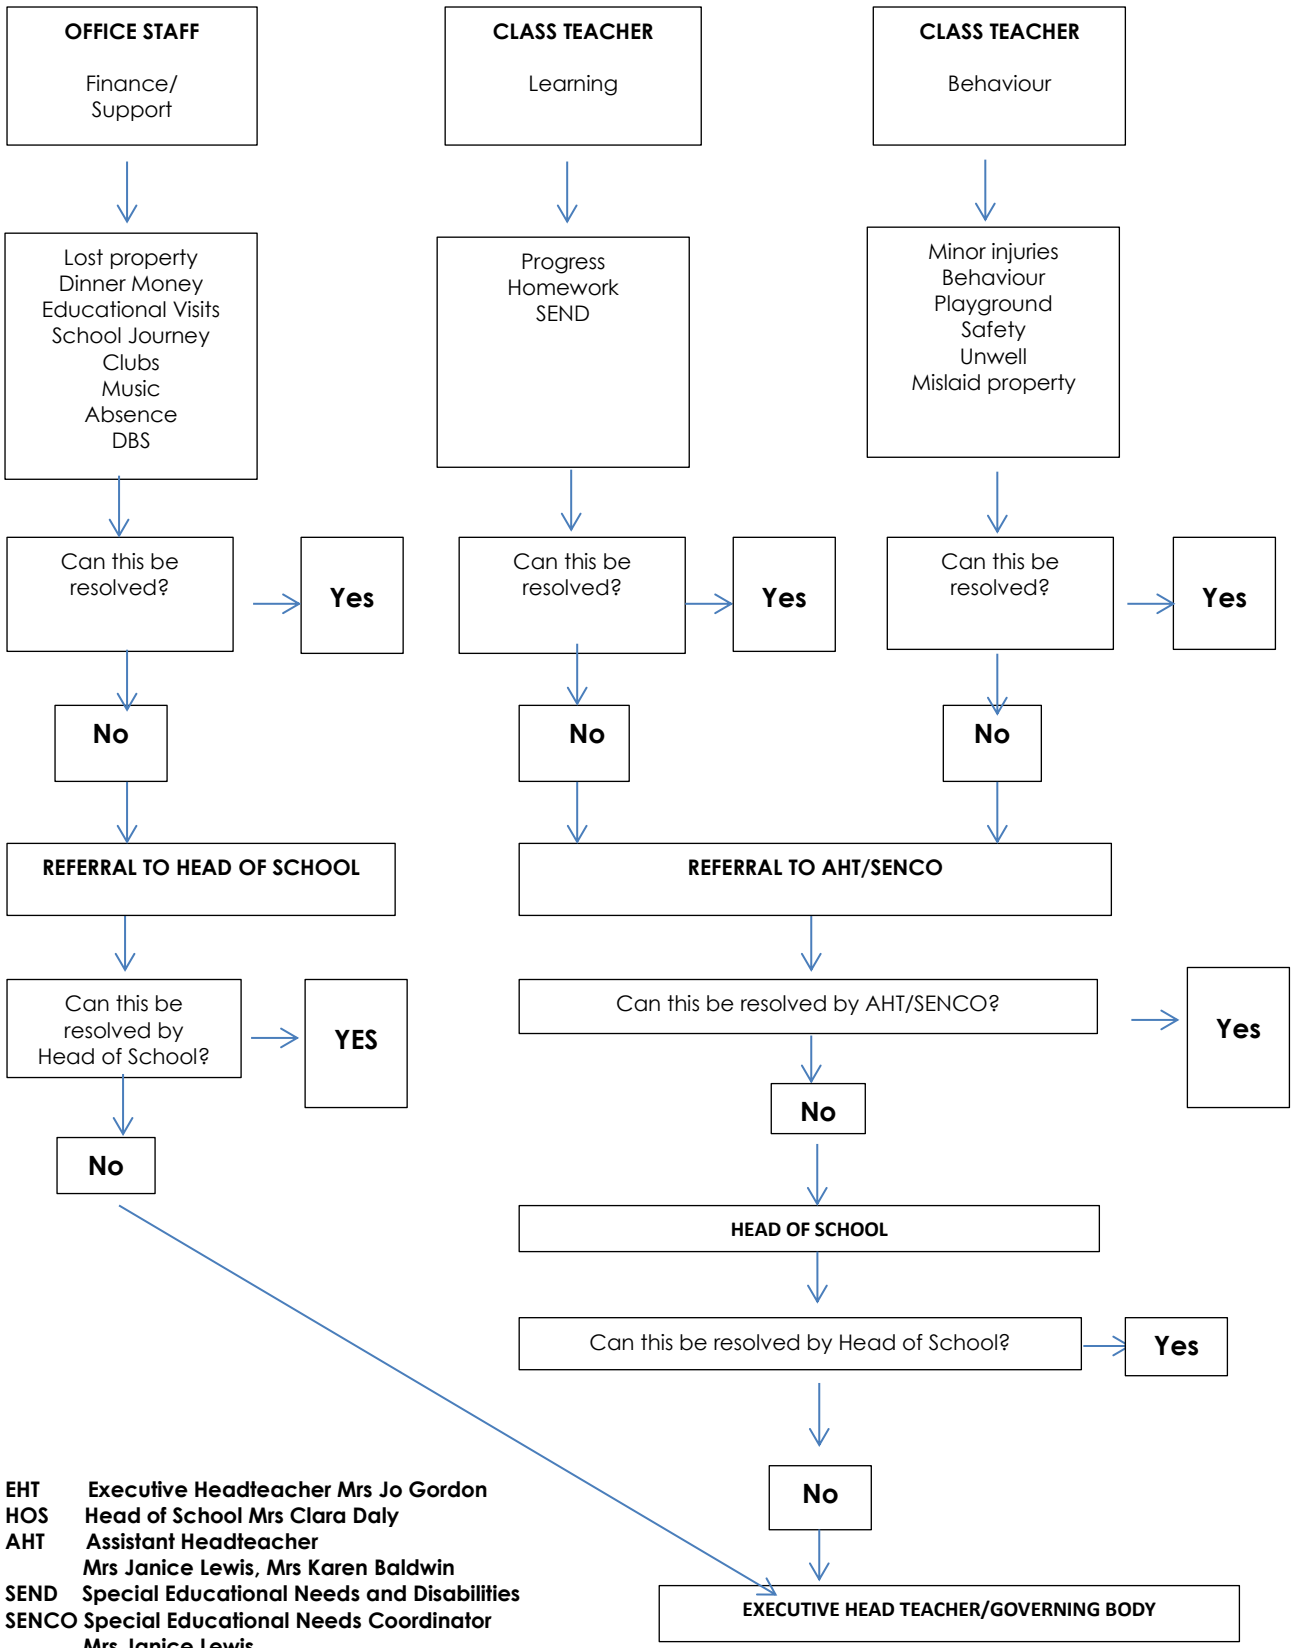 OFFICE STAFF
Finance/
Support
CLASS TEACHER
Learning
CLASS TEACHER
Behaviour
Lost property
Dinner Money
Educational Visits
School Journey
Clubs
Music
Absence
DBS
Progress
Homework
SEND
Minor injuries
Behaviour
Playground
Safety
Unwell
Mislaid property
Can this be
resolved?
Yes
Can this be
resolved?
Yes
Can this be
resolved?
Yes
No
No
No
REFERRAL TO HEAD OF SCHOOL
REFERRAL TO AHT/SENCO
Can this be
resolved by
Head of School?
YES
Can this be resolved by AHT/SENCO?
Yes
No
No
HEAD OF SCHOOL
Can this be resolved by Head of School?
Yes
No
EHT Executive Headteacher Mrs Jo Gordon
HOS Head of School Mrs Clara Daly
AHT Assistant Headteacher
Mrs Janice Lewis, Mrs Karen Baldwin
SEND Special Educational Needs and Disabilities
SENCO Special Educational Needs Coordinator
Mrs Janice Lewis
EXECUTIVE HEAD TEACHER/GOVERNING BODY